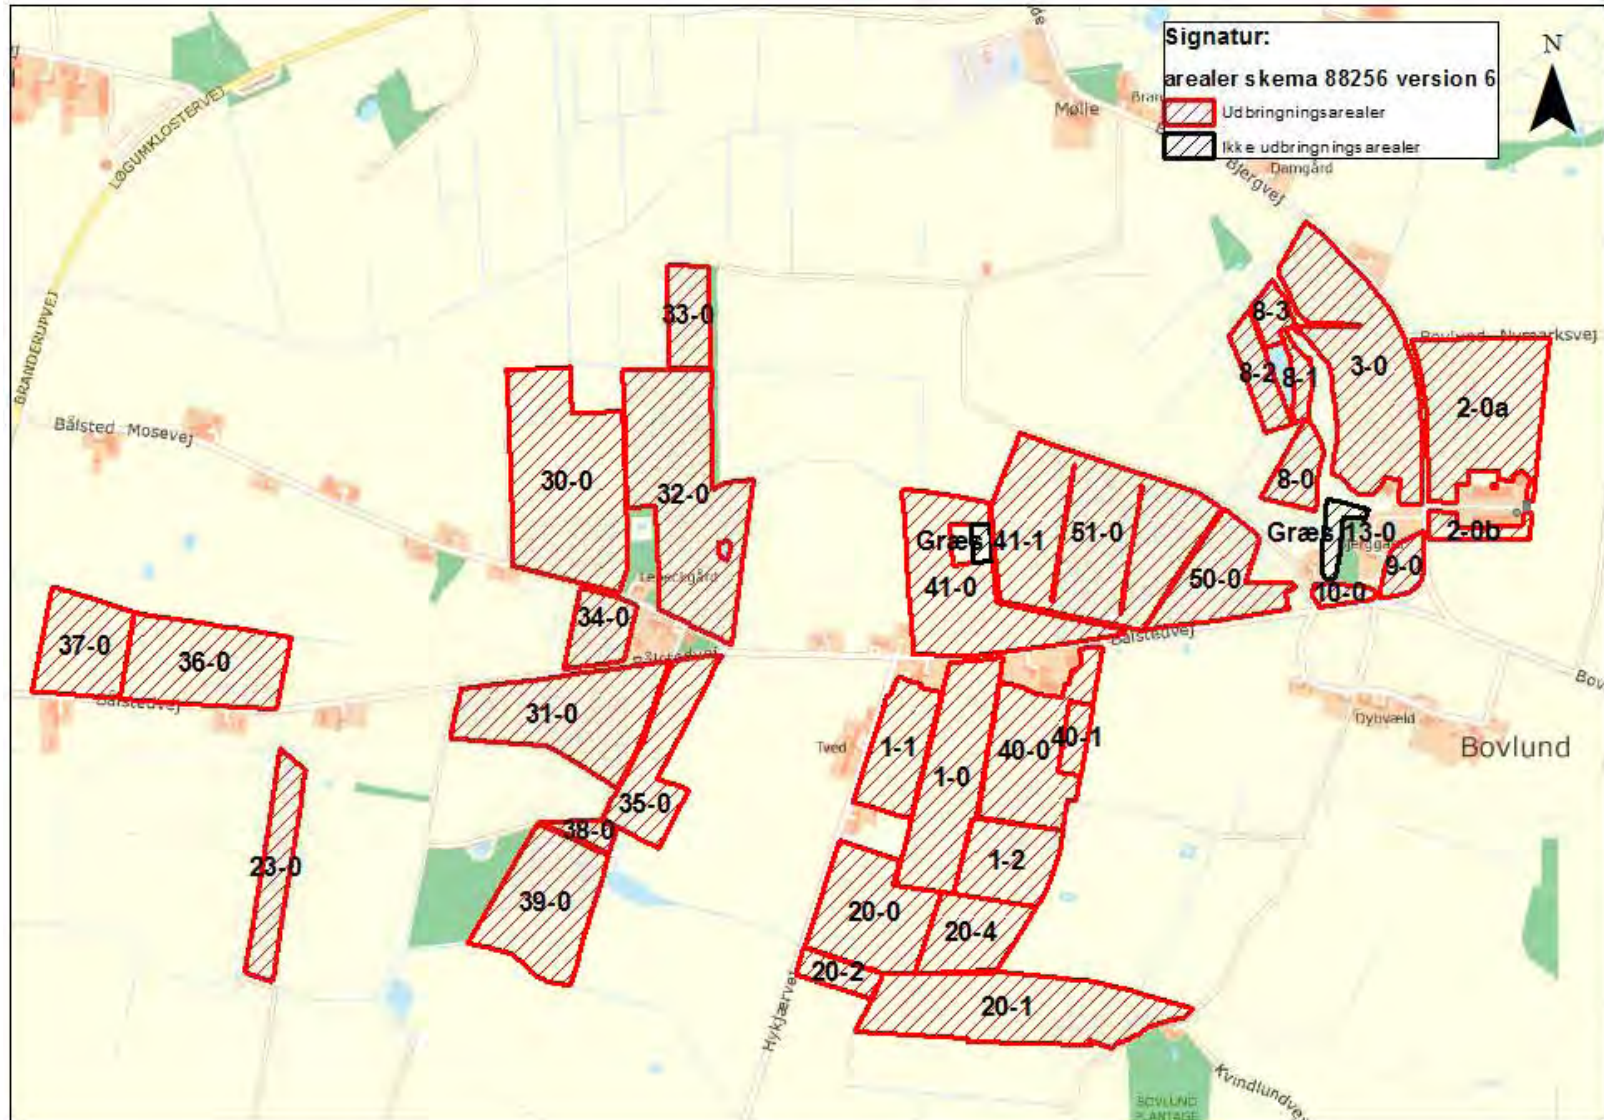 Signatur:
arealer skema 88256 version 6
Udbringningsarealer
Ikke udbringningsarealer
N
LØGUMKLOSTERVEJ
BRANDERUPVEJ
Mølle
Bjergvej
Damgård
33-0
8-3
Bovlund Nymarksvej
3-0
8-2
8-1
2-0a
Bålsted Mosevej
30-0
32-0
8-0
Græs 41-1
51-0
Græs 13-0
2-0b
9-0
41-0
50-0
10-0
34-0
37-0
36-0
Bålstedvej
Bålstedvej
Bålstedvej
31-0
Tved
1-1
40-0
40-1
1-0
Dybvæld
Bovlund
35-0
38-0
23-0
1-2
39-0
20-0
20-4
20-2
20-1
Hykjærvej
BOVLUND
PLANTAGE